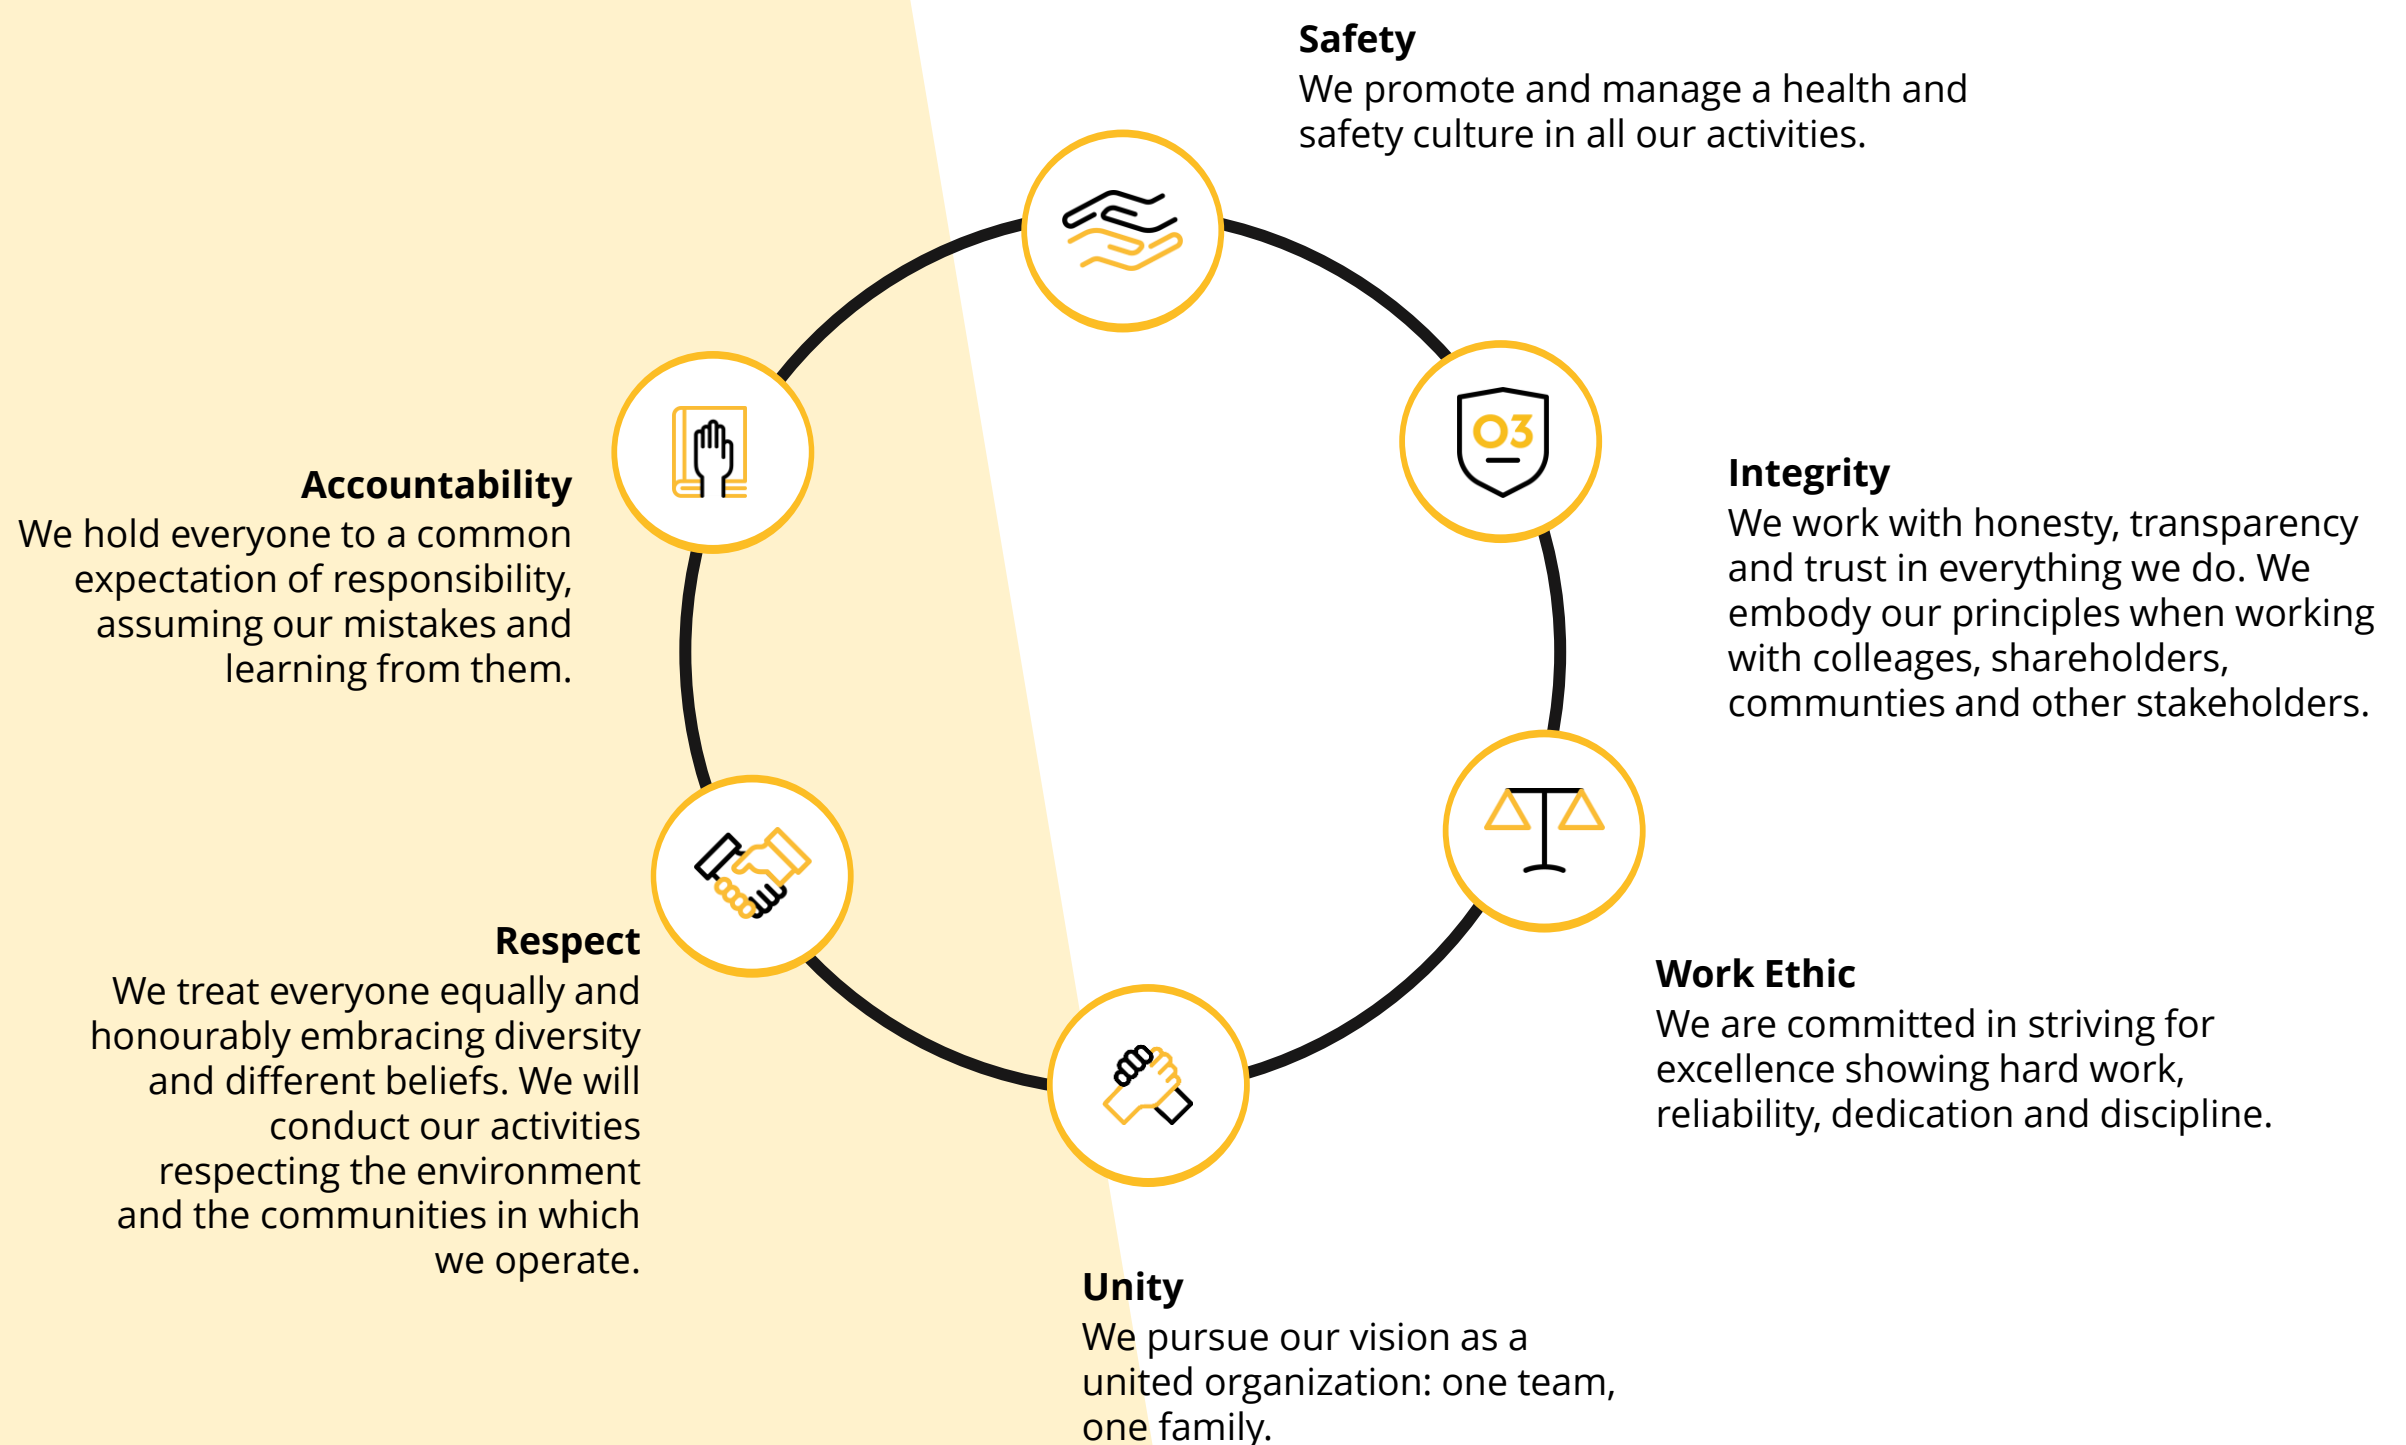 Safety
We promote and manage a health and
safety culture in all our activities.
O3
Integrity
We work with honesty, transparency
and trust in everything we do. We
embody our principles when working
with colleages, shareholders,
communties and other stakeholders.
Work Ethic
We are committed in striving for
excellence showing hard work,
reliability, dedication and discipline.
Unity
We pursue our vision as a
united organization: one team,
one family.
Respect
We treat everyone equally and
honourably embracing diversity
and different beliefs. We will
conduct our activities
respecting the environment
and the communities in which
we operate.
Accountability
We hold everyone to a common
expectation of responsibility,
assuming our mistakes and
learning from them.